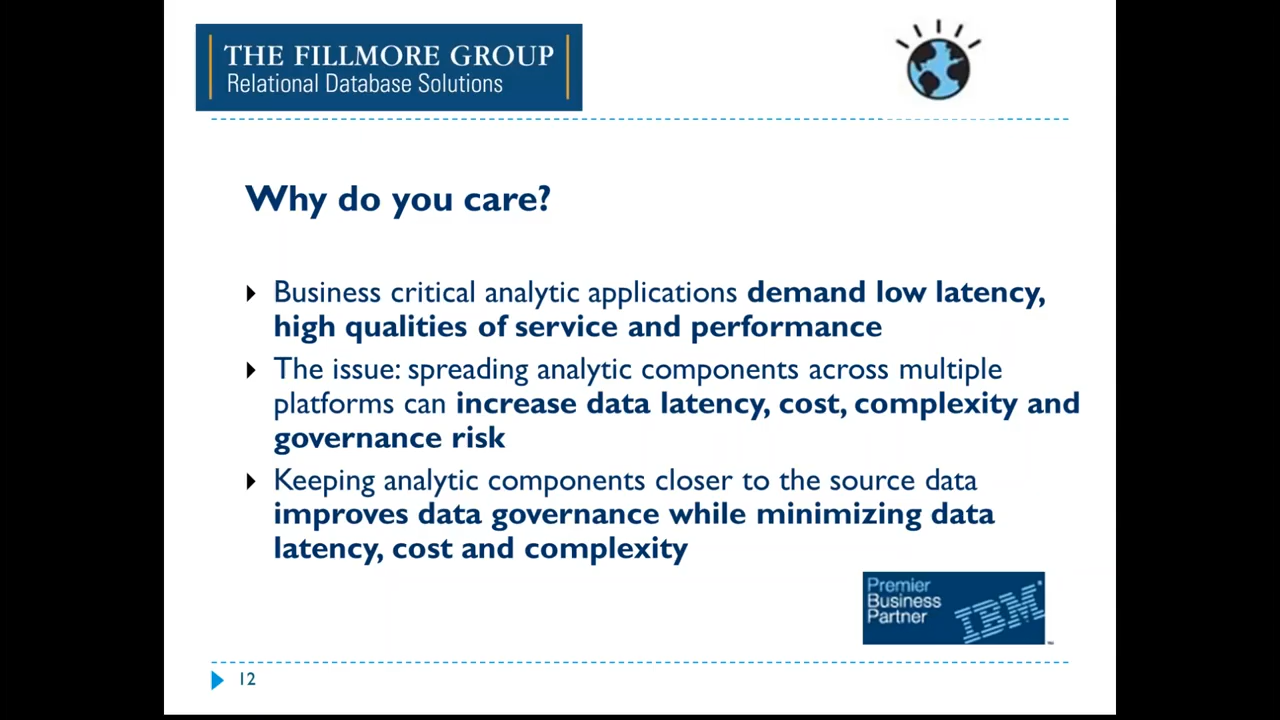 THE FILLMORE GROUP
Relational Database Solutions
Why do you care?
Business critical analytic applications demand low latency,
high qualities of service and performance
The issue: spreading analytic components across multiple
platforms can increase data latency, cost, complexity and
governance risk
Keeping analytic components closer to the source data
improves data governance while minimizing data
latency, cost and complexity
Premier
Business
Partner
IBM
12